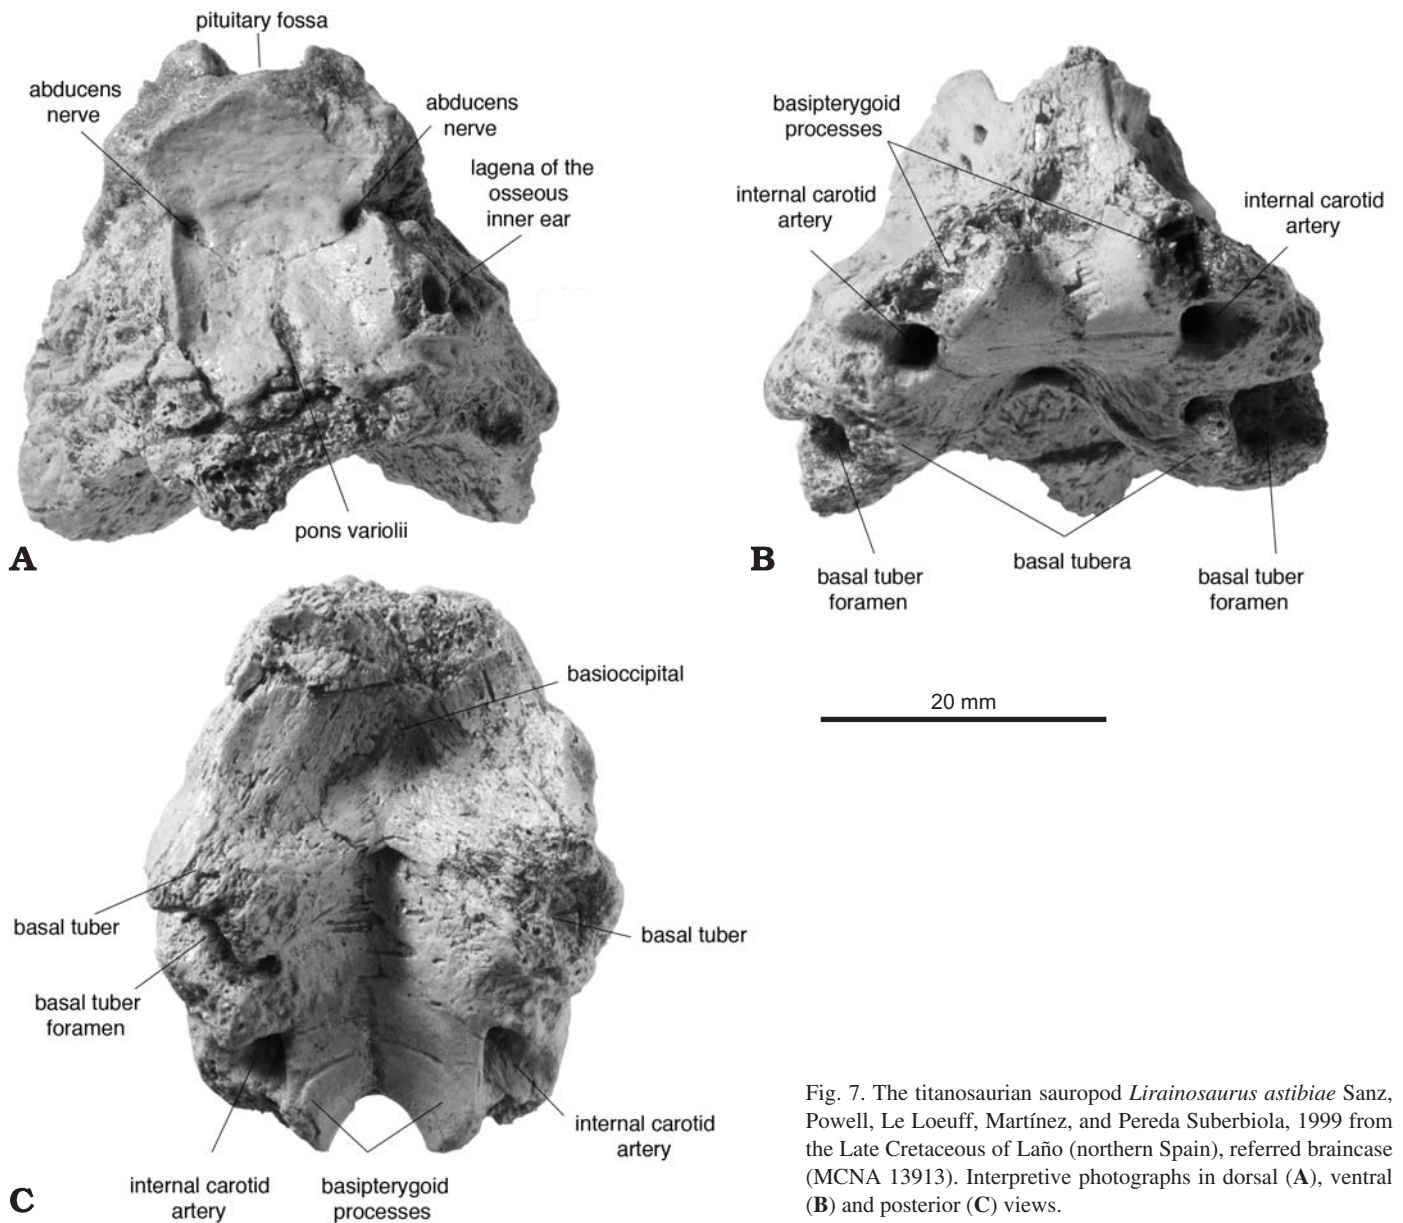 pituitary fossa
abducens
nerve
abducens
nerve
lagena of the
osseous
inner ear
pons variolii
A
basipterygoid
processes
internal carotid
artery
internal carotid
artery
basal tubera
basal tuber
foramen
basal tuber
foramen
B
20 mm
basioccipital
basal tuber
basal tuber
foramen
basal tuber
internal carotid
artery
internal carotid
artery
basipterygoid
processes
C
Fig. 7. The titanosaurian sauropod Lirainosaurus astibiae Sanz,
Powell, Le Loeuff, Martínez, and Pereda Suberbiola, 1999 from
the Late Cretaceous of Laño (northern Spain), referred braincase
(MCNA 13913). Interpretive photographs in dorsal (A), ventral
(B) and posterior (C) views.